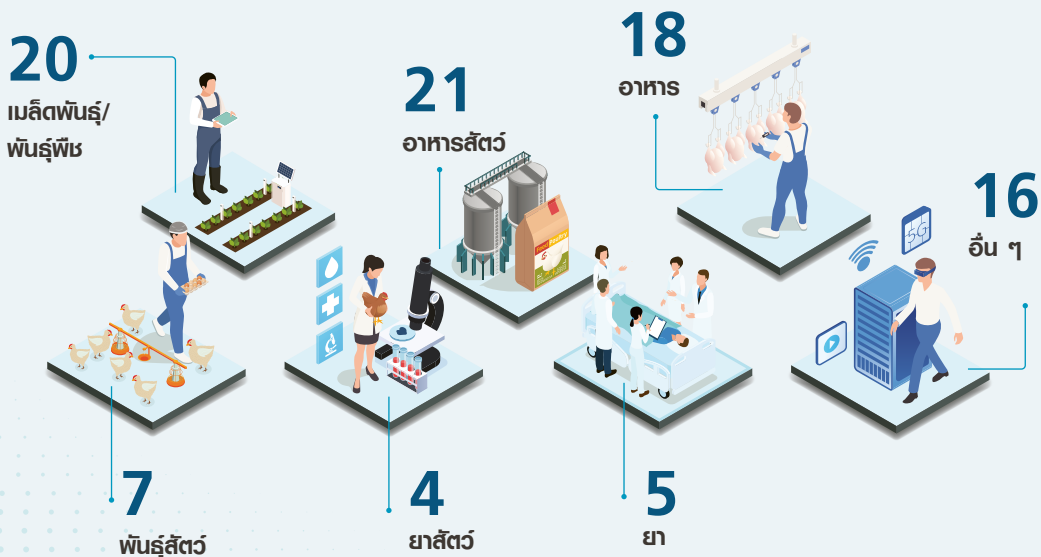 20
เมล็ดพันธุ์/
พันธุ์พืช
21
อาหารสัตว์
18
อาหาร
16
อื่น ๆ
5G
7
พันธุ์สัตว์
4
ยาสัตว์
5
ยา